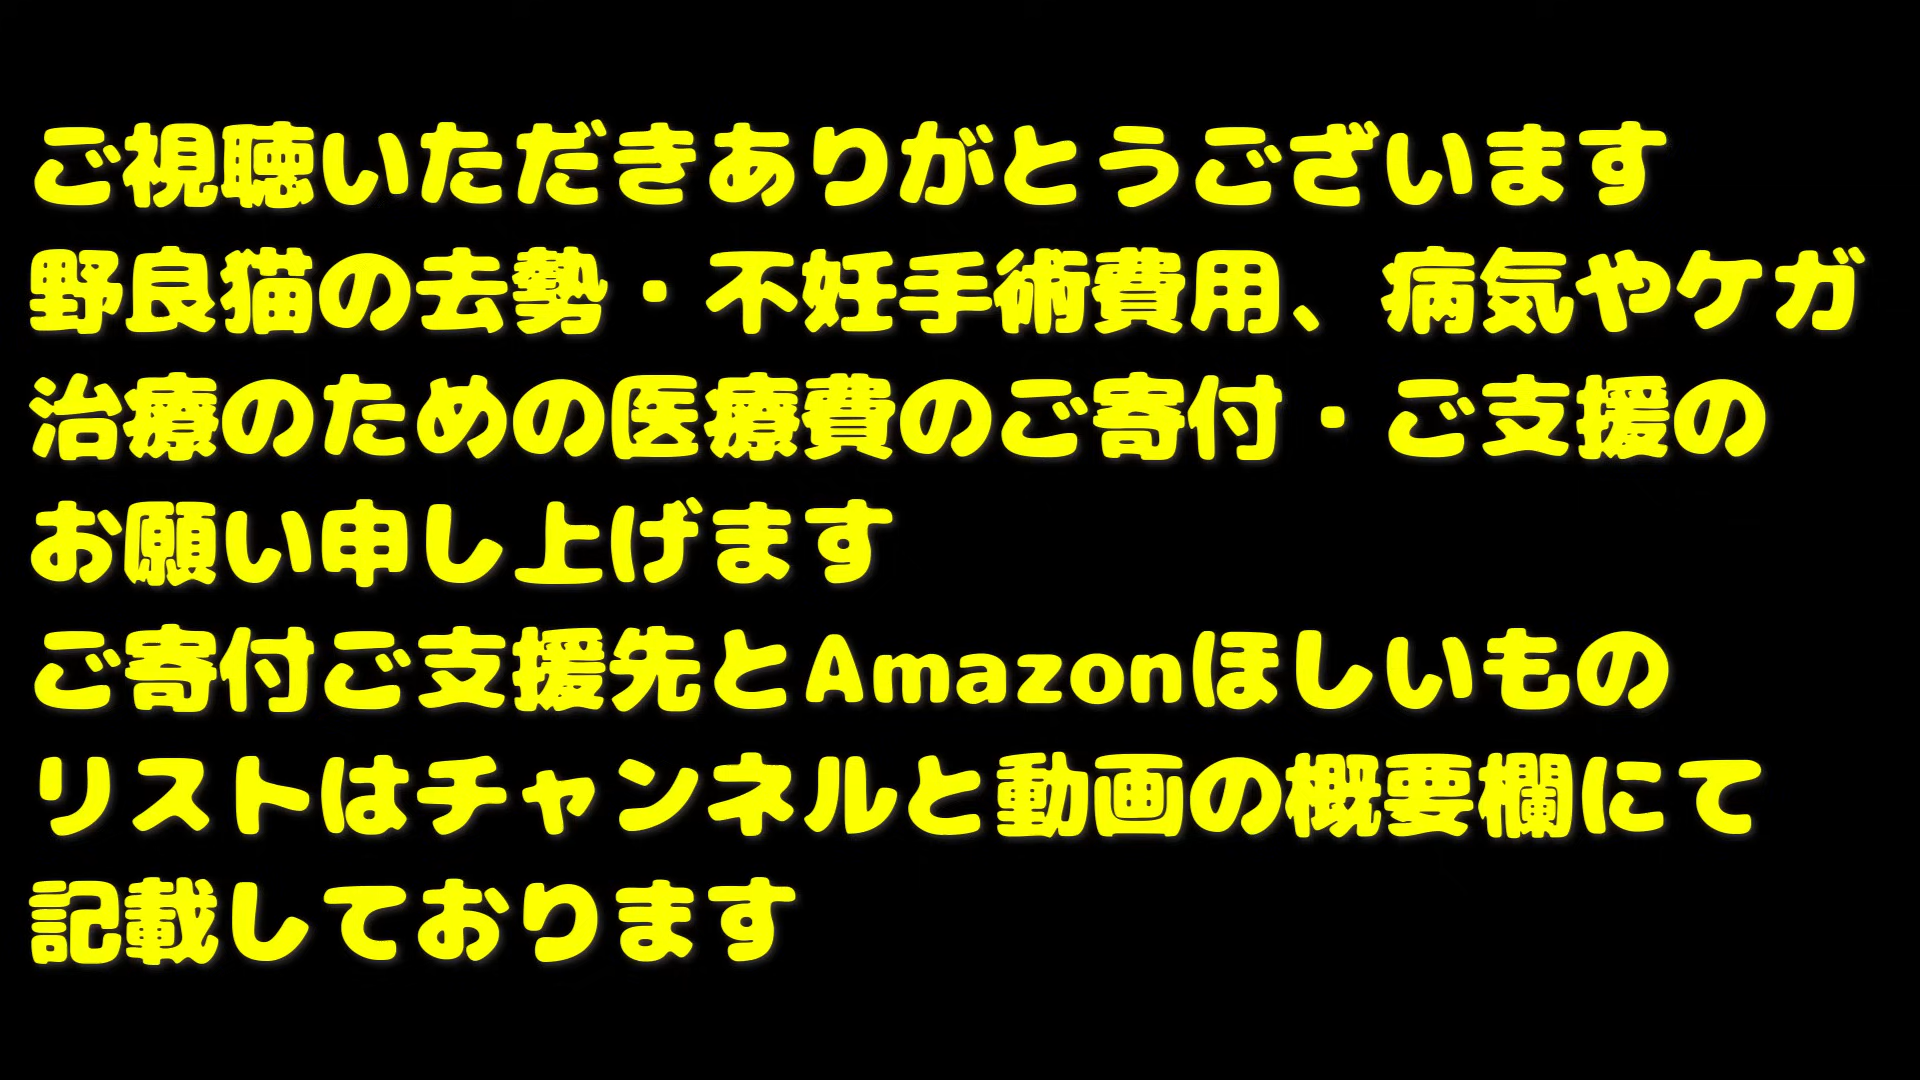 ご視聴いただきありがとうございます
野良猫の去勢・不妊手術費用、病気やケガ
治療のための医療費のご寄付・ご支援の
お願い申し上げます
ご寄付ご支援先とAmazonほしいもの
リストはチャンネルと動画の概要欄にて
記載しております